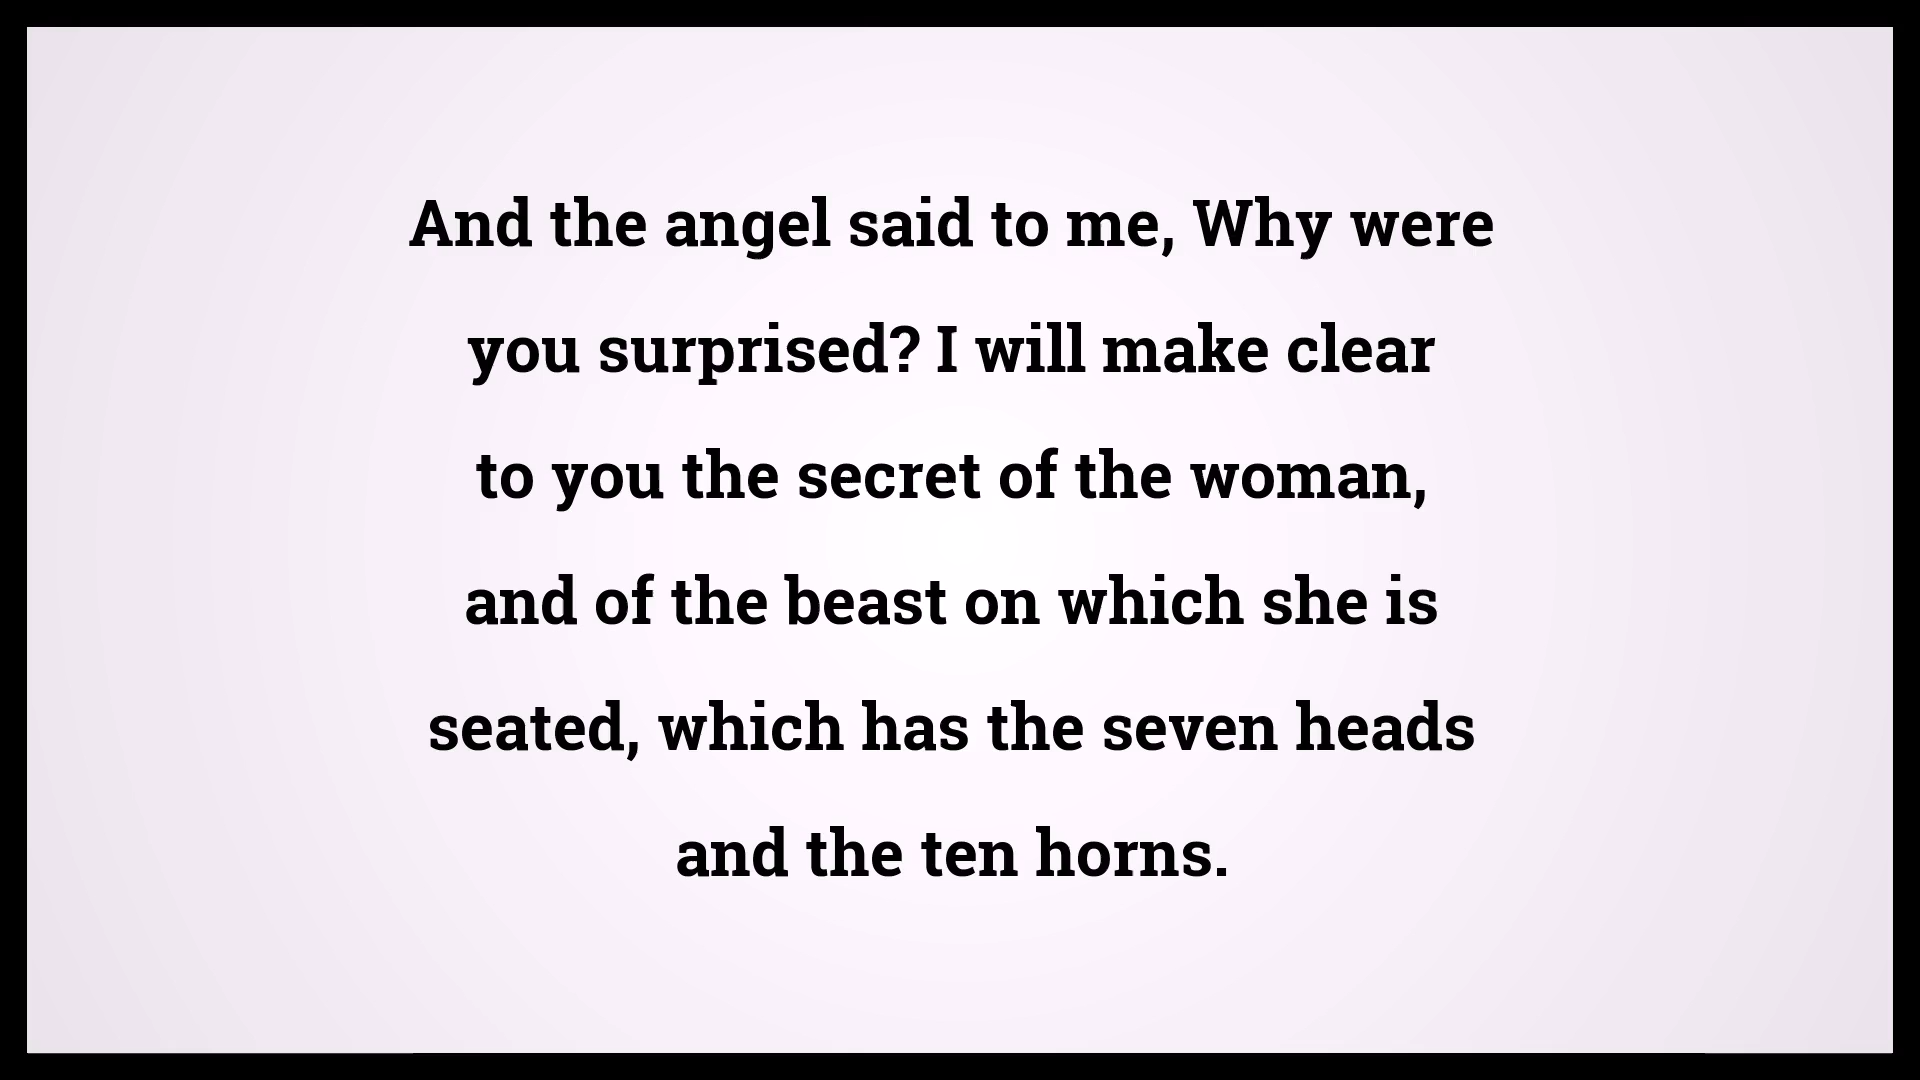 And the angel said to me, Why were
you surprised? I will make clear
to you the secret of the woman,
and of the beast on which she is
seated, which has the seven heads
and the ten horns.